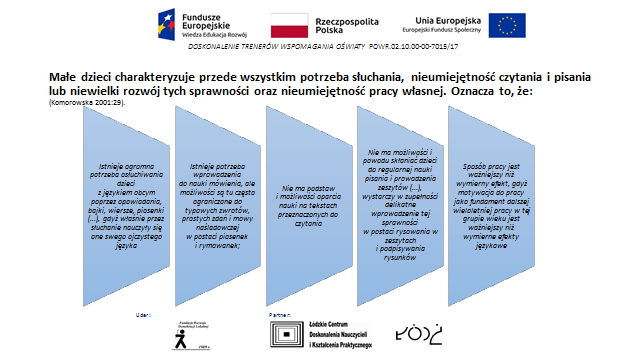 Fundusze
Europejskie
Wiedza Edukacja Rozwój
Rzeczpospolita
Polska
Unia Europejska
Europejski Fundusz Społeczny
DOSKONALENIE TRENERÓW WSPOMAGANIA OŚWIATY POWR.02.10.00-00-7015/17
Małe dzieci charakteryzuje przede wszystkim potrzeba słuchania, nieumiejętność czytania i pisania
lub niewielki rozwój tych sprawności oraz nieumiejętność pracy własnej. Oznacza to, że:
(Komorowska 2001:29).
Istnieje ogromna
potrzeba osłuchiwania
dzieci
z językiem obcym
poprzez opowiadania,
bajki, wiersze, piosenki
(...), gdyż właśnie przez
słuchanie nauczyły się
one swego ojczystego
języka
Istnieje potrzeba
wprowadzenia
do nauki mówienia, ale
możliwości są tu często
ograniczone do
typowych zwrotów,
prostych zdań i mowy
naśladowczej
w postaci piosenek
i rymowanek;
Nie ma podstaw
i możliwości oparcia
nauki na tekstach
przeznaczonych do
czytania
Nie ma możliwości i
powodu skłaniać dzieci
do regularnej nauki
pisania i prowadzenia
zeszytów (...),
wystarczy w zupełności
delikatne
wprowadzenie tej
sprawności
w postaci rysowania w
zeszytach
i podpisywania
rysunków
Sposób pracy jest
ważniejszy niż
wymierny efekt, gdyż
motywacja do pracy
jako fundament dalszej
wieloletniej pracy w tej
grupie wieku jest
ważniejszy niż
wymierne efekty
językowe
Lider:
Partner:
Fundacja Rozwoju
Demokracji Lokalnej
1989 r.
Łódzkie Centrum
Doskonalenia Nauczycieli
i Kształcenia Praktycznego
ŁÓDŹ